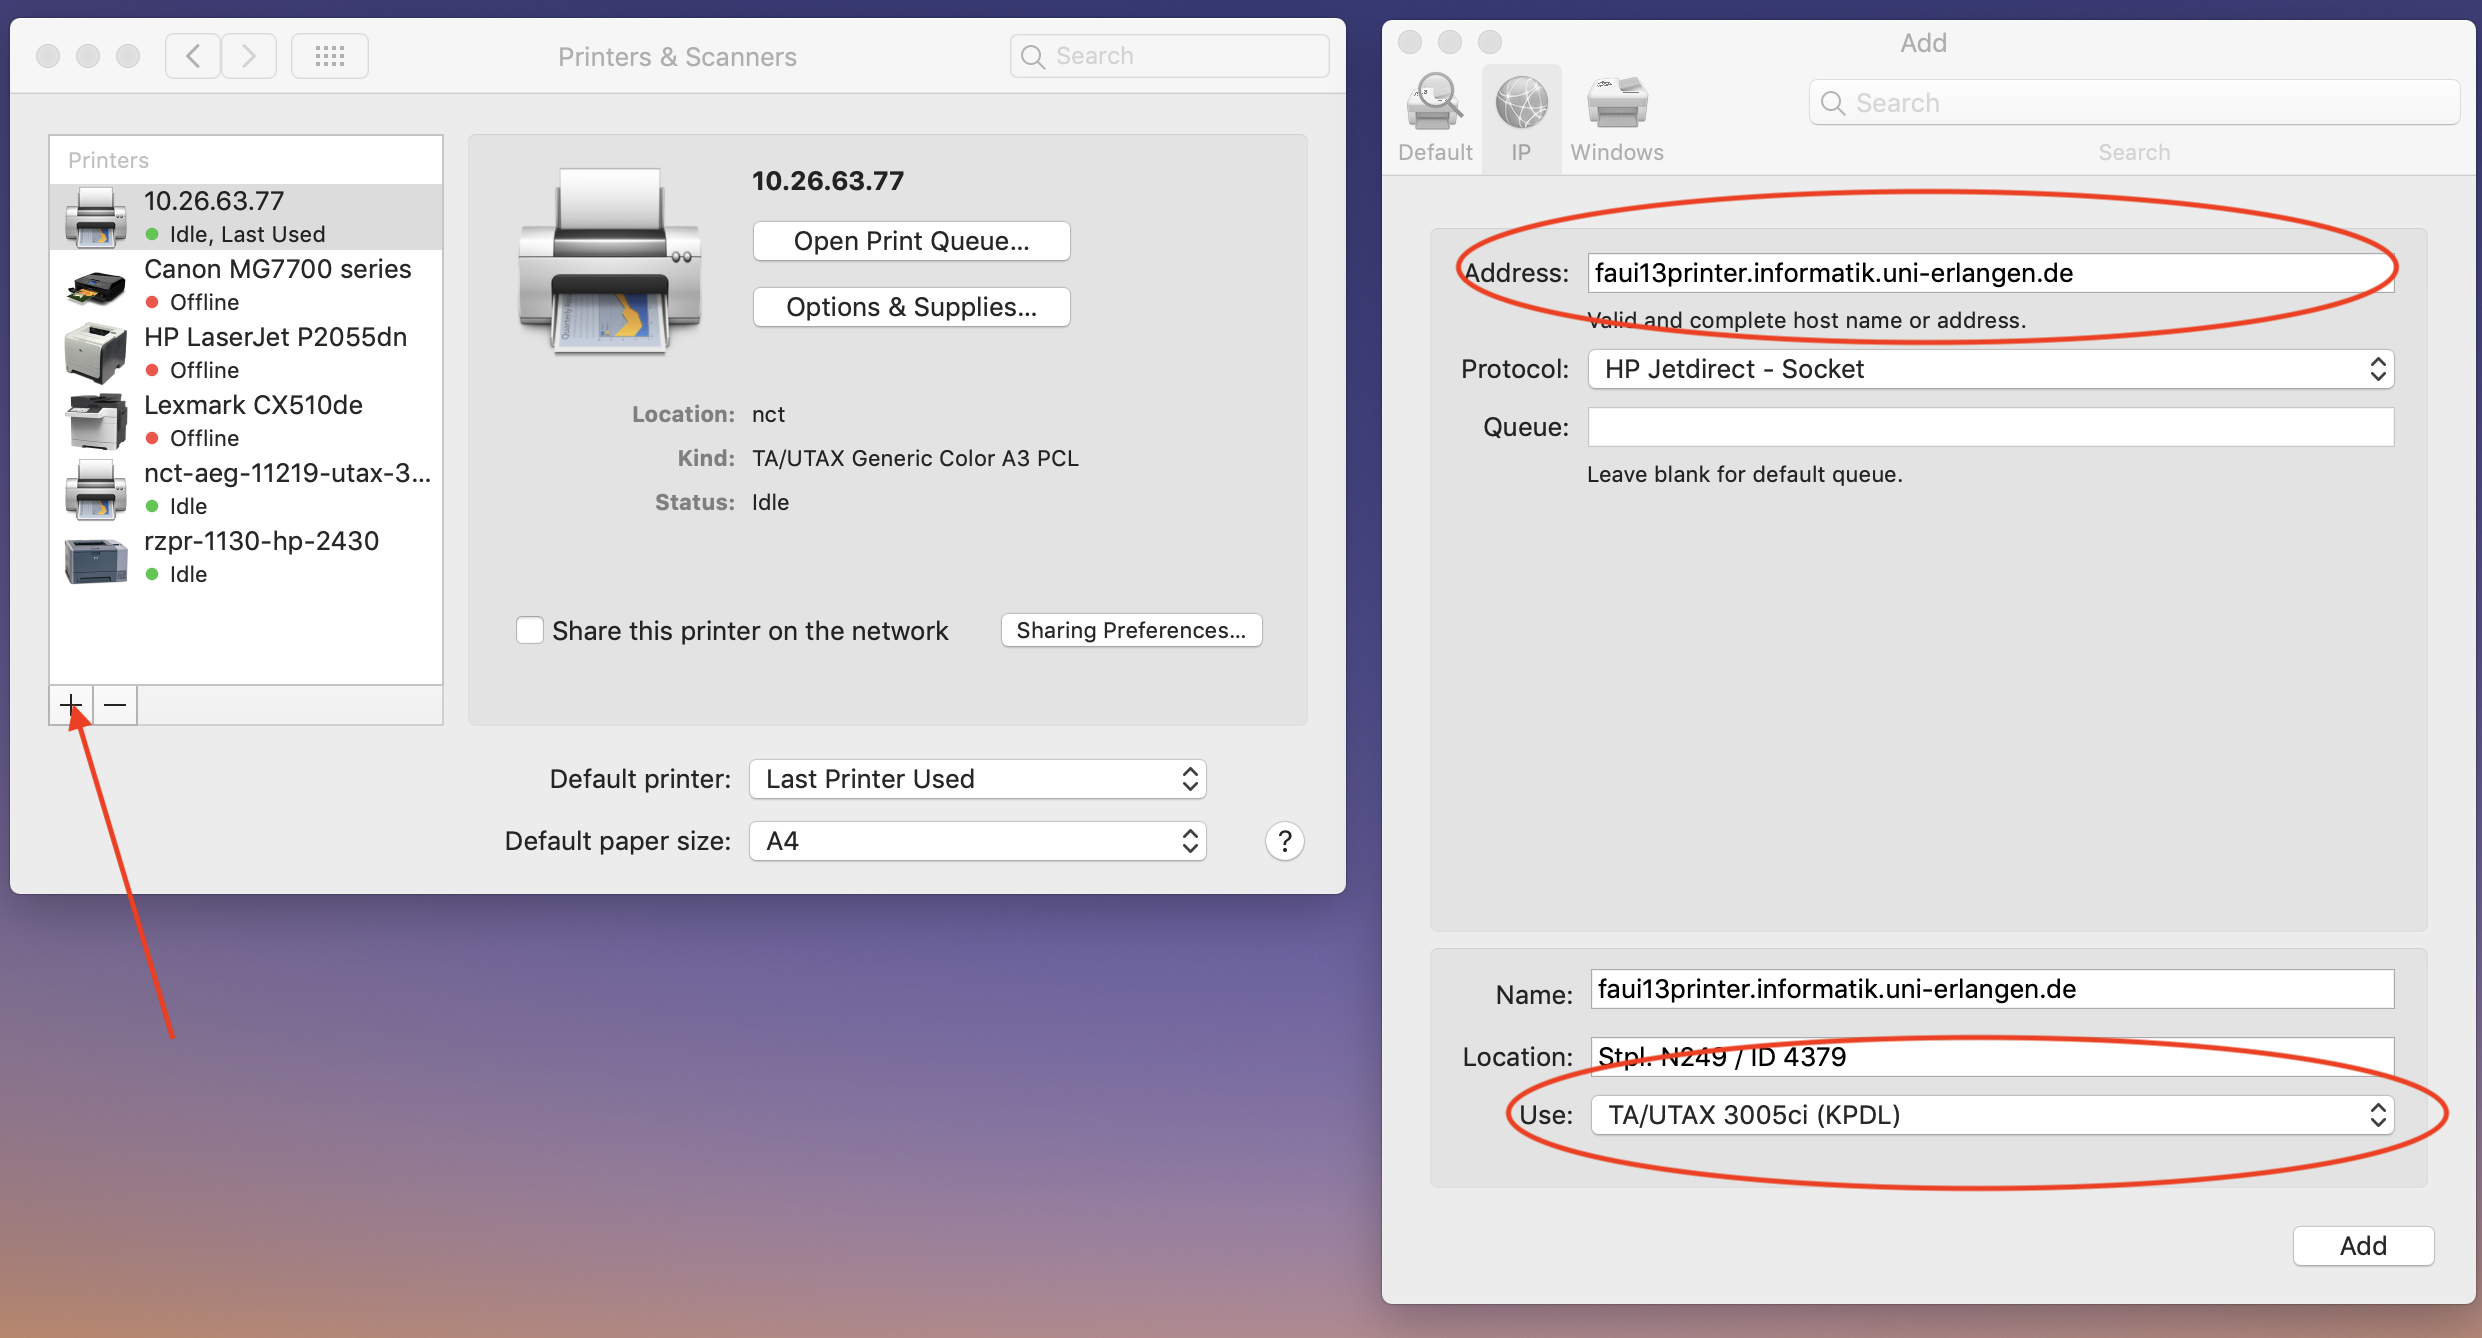 Printers & Scanners
Search
Printers
10.26.63.77
Idle, Last Used
Canon MG7700 series
Offline
HP LaserJet P2055dn
Offline
Lexmark CX510de
Offline
nct-aeg-11219-utax-3...
Idle
rzpr-1130-hp-2430
Idle
10.26.63.77
Open Print Queue...
Options & Supplies...
Location: nct
Kind: TA/UTAX Generic Color A3 PCL
Status: Idle
Share this printer on the network
Sharing Preferences...
Default printer: Last Printer Used
Default paper size: A4
?
Add
Default
IP
Windows
Search
Search
Address: faui13printer.informatik.uni-erlangen.de
Valid and complete host name or address.
Protocol: HP Jetdirect - Socket
Queue:
Leave blank for default queue.
Name: faui13printer.informatik.uni-erlangen.de
Location: Stpl. N249 / ID 4379
Use: TA/UTAX 3005ci (KPDL)
Add